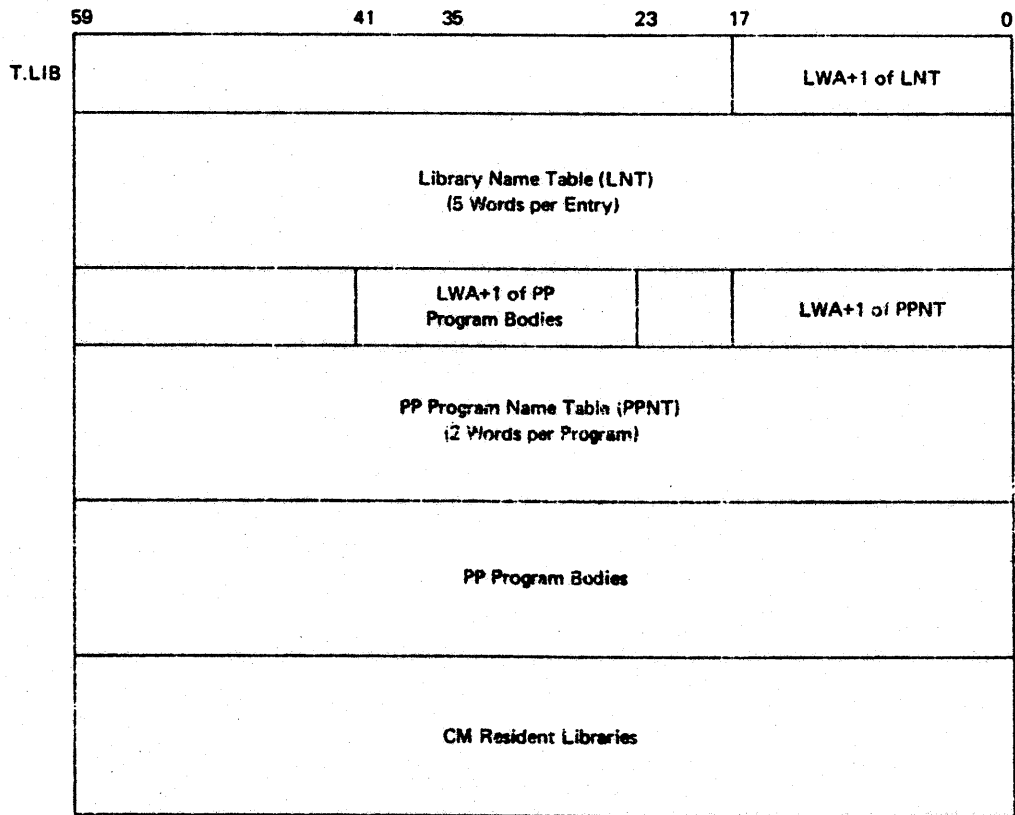 59 41 35 23 17 0
T.LIB
LWA+1 of LNT
Library Name Table (LNT)
(5 Words per Entry)
LWA+1 of PP
Program Bodies
LWA+1 of PPNT
PP Program Name Table (PPNT)
(2 Words per Program)
PP Program Bodies
CM Resident Libraries